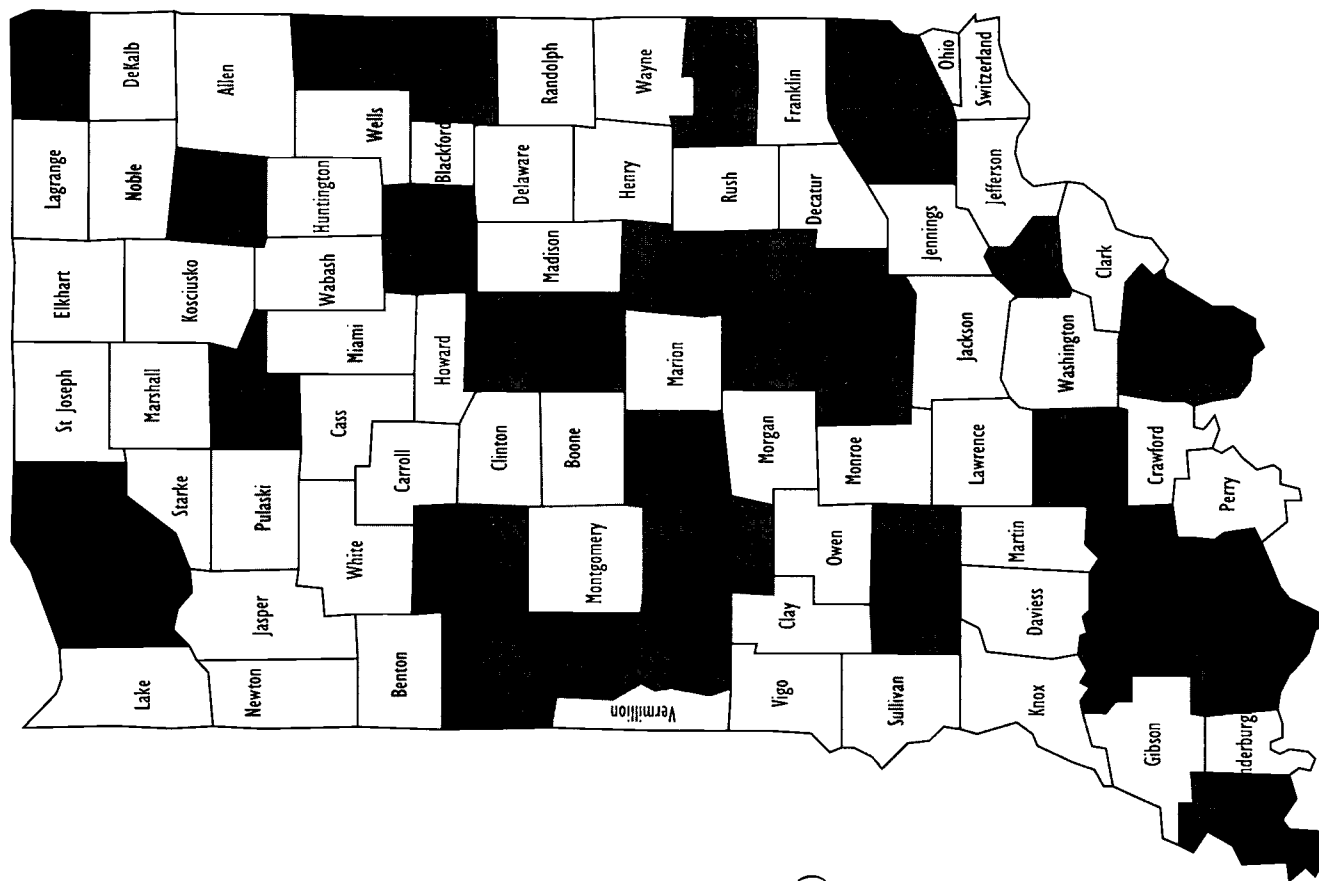 St Joseph
Elkhart
Lagrange
Lake
Marshall
Kosciusko
Noble
DeKalb
Starke
Newton
Jasper
Pulaski
Allen
White
Cass
Miami
Wabash
Huntington
Wells
Benton
Carroll
Howard
Blackford
Clinton
Madison
Delaware
Randolph
Montgomery
Boone
Henry
Wayne
Vermillion
Marion
Rush
Vigo
Clay
Owen
Morgan
Franklin
Decatur
Sullivan
Monroe
Jennings
Ohio
Knox
Daviess
Martin
Lawrence
Jackson
Jefferson
Switzerland
Washington
Clark
Gibson
Crawford
Perry
nderburg